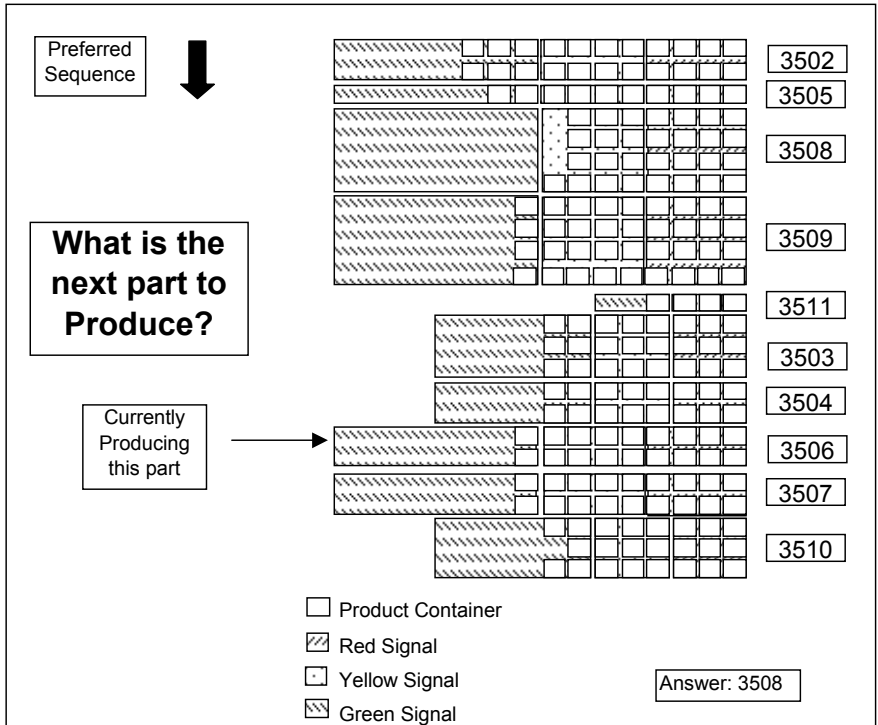 Preferred
Sequence
3502
3505
3508
3509
What is the
next part to
Produce?
3511
3503
3504
Currently
Producing
this part
3506
3507
3510
Product Container
Red Signal
Yellow Signal
Green Signal
Answer: 3508